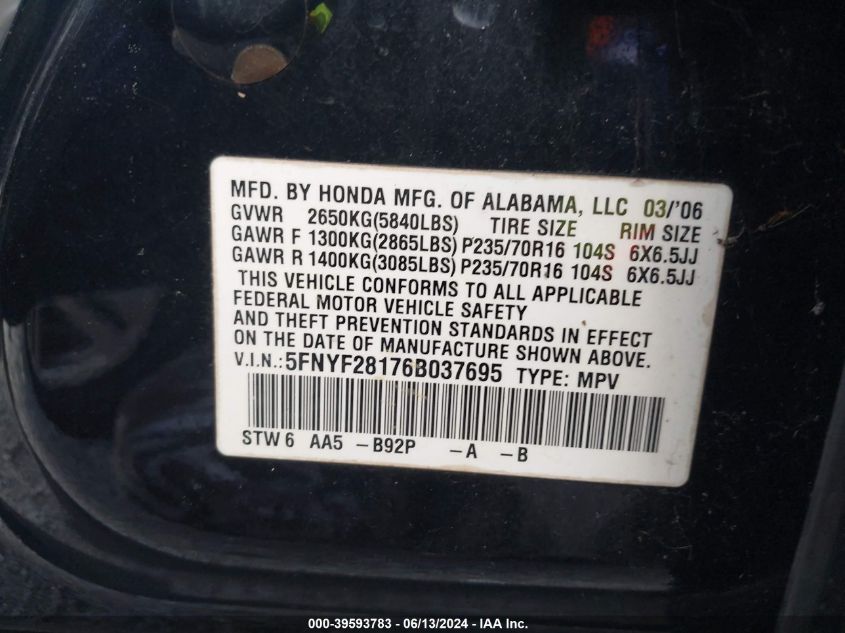 MFD. BY HONDA MFG. OF ALABAMA, LLC 03/'06
GVWR 2650KG(5840LBS) TIRE SIZE RIM SIZE
GAWR F 1300KG(2865LBS) P235/70R16 104S 6X6.5JJ
GAWR R 1400KG(3085LBS) P235/70R16 104S 6X6.5JJ
THIS VEHICLE CONFORMS TO ALL APPLICABLE
FEDERAL MOTOR VEHICLE SAFETY
AND THEFT PREVENTION STANDARDS IN EFFECT
ON THE DATE OF MANUFACTURE SHOWN ABOVE.
V.I.N.:5FNYF28176B037695 TYPE: MPV
STW 6 AA5 -B92P -A -B
000-39593783 - 06/13/2024 - IAA Inc.